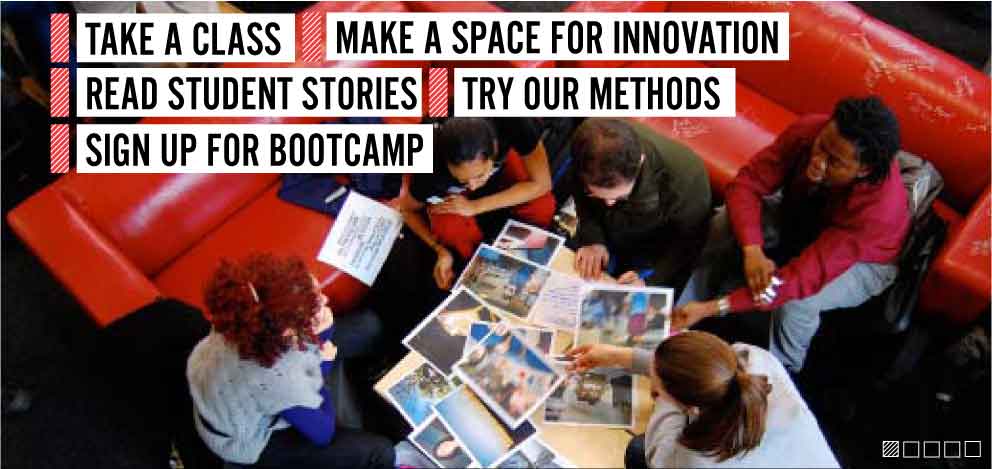 TAKE A CLASS MAKE A SPACE FOR INNOVATION
READ STUDENT STORIES TRY OUR METHODS
SIGN UP FOR BOOTCAMP